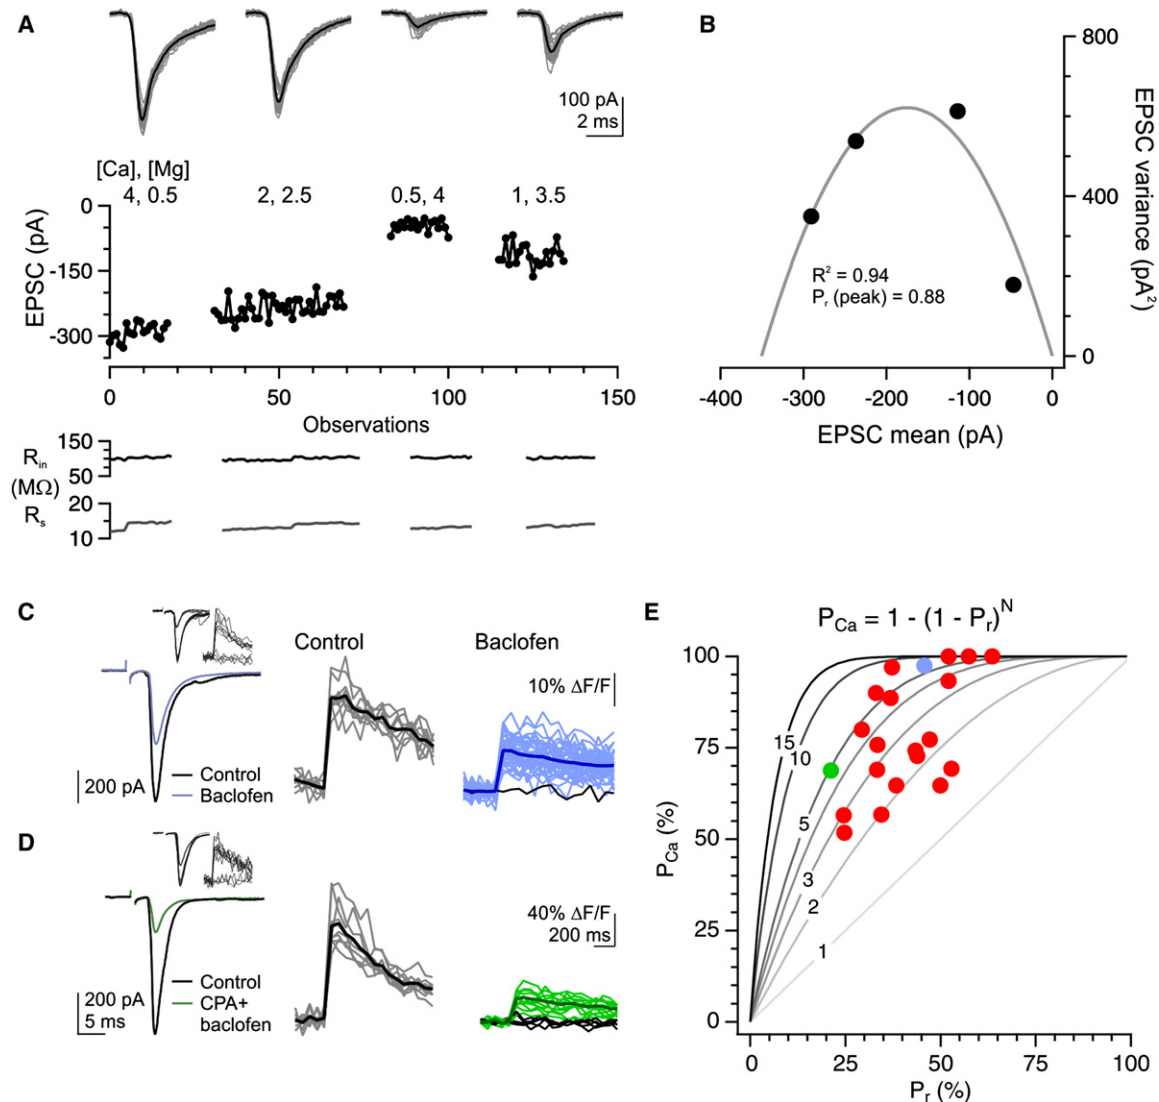 A
100 pA
2 ms
[Ca], [Mg]
4, 0.5
2, 2.5
0.5, 4
1, 3.5
EPSC (pA)
0
-150
-300
0
50
100
150
Observations
R_in
(MΩ)
150
50
R_s
20
10
B
800
400
0
EPSC variance (pA²)
R² = 0.94
P_r (peak) = 0.88
-400
-300
-200
-100
0
EPSC mean (pA)
C
Control
Baclofen
10% ΔF/F
200 pA
Control
Baclofen
D
40% ΔF/F
200 ms
200 pA
5 ms
Control
CPA+
baclofen
E
P_Ca = 1 - (1 - P_r)^N
100
75
50
25
0
P_Ca (%)
15
10
5
3
2
1
0
25
50
75
100
P_r (%)